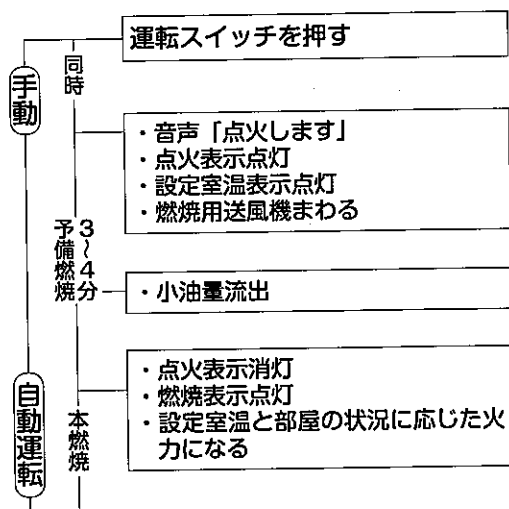 運転スイッチを押す
同時
手動
・音声「点火します」
・点火表示点灯
・設定室温表示点灯
・燃焼用送風機まわる
3～4分
予備燃焼
・小油量流出
・点火表示消灯
・燃焼表示点灯
・設定室温と部屋の状況に応じた火
力になる
自動運転
本燃焼